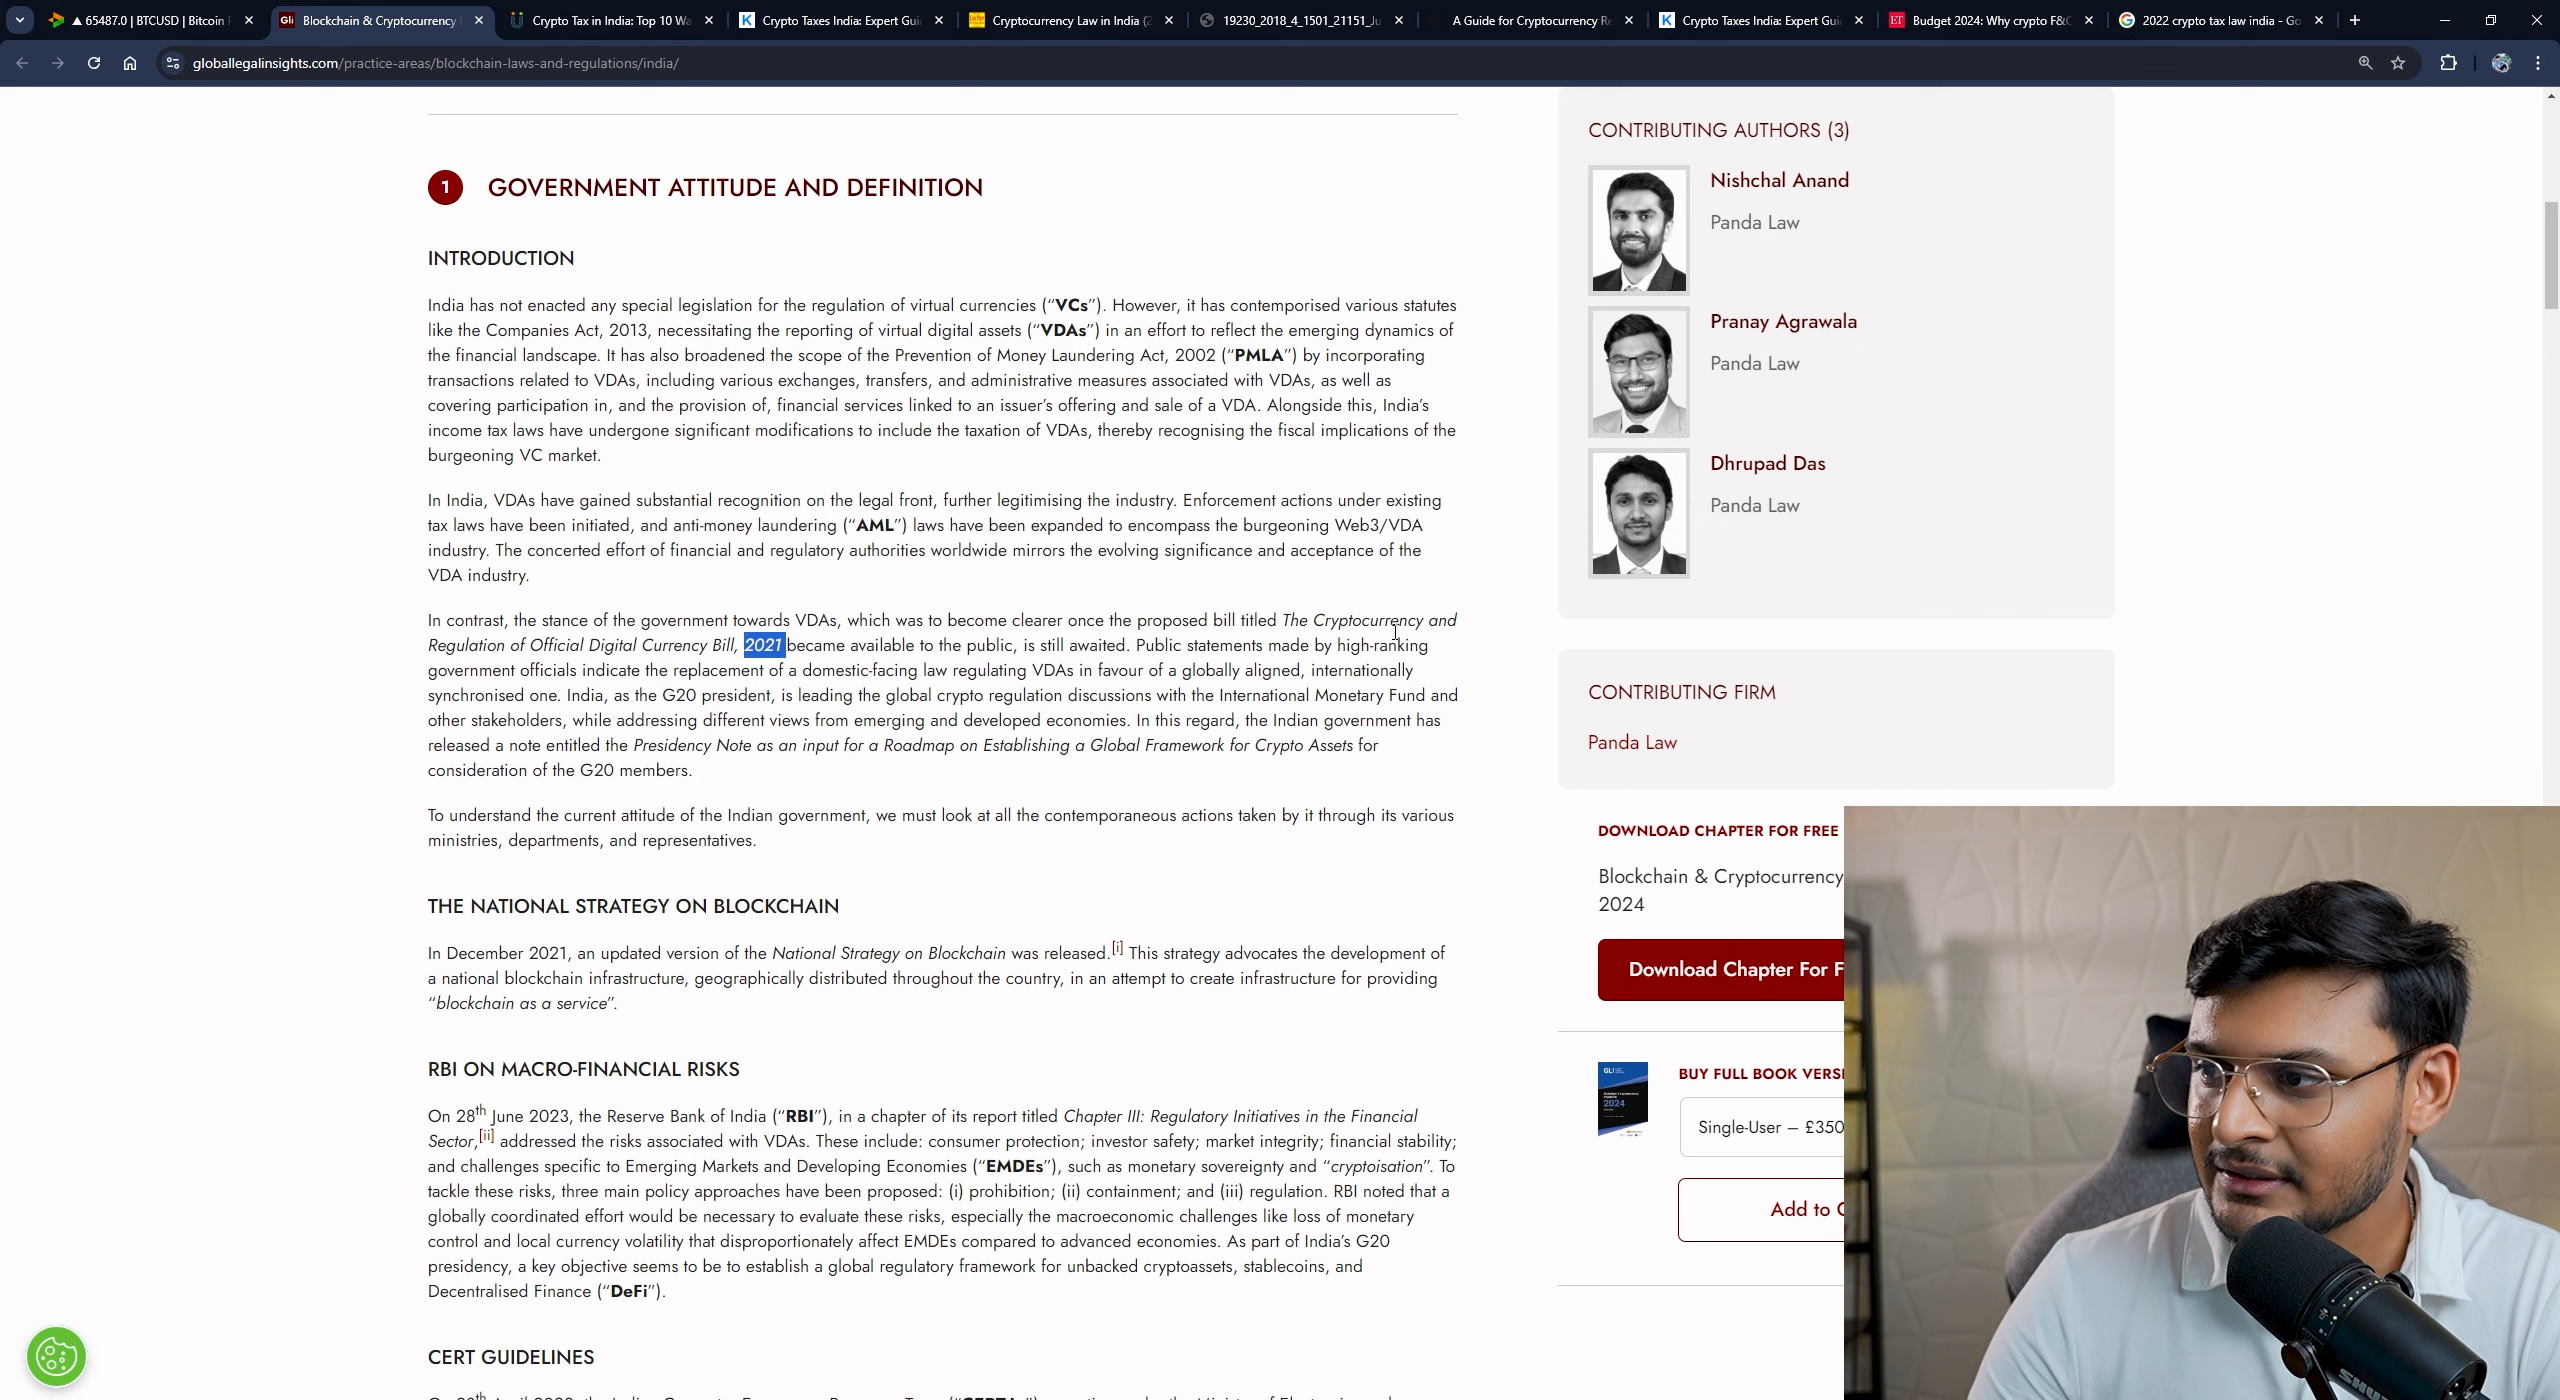 65487.0 | BTCUSD | Bitcoin
Gli Blockchain & Cryptocurrency
Crypto Tax in India: Top 10 Wa
K Crypto Taxes India: Expert Gui
Cryptocurrency Law in India (2
19230_2018_4_1501_21151_Ju
A Guide for Cryptocurrency Re
K Crypto Taxes India: Expert Gui
ET Budget 2024: Why crypto F&O
2022 crypto tax law india - Go
globallegalinsights.com/practice-areas/blockchain-laws-and-regulations/india/
1 GOVERNMENT ATTITUDE AND DEFINITION
INTRODUCTION
India has not enacted any special legislation for the regulation of virtual currencies (“VCs”). However, it has contemporised various statutes
like the Companies Act, 2013, necessitating the reporting of virtual digital assets (“VDAs”) in an effort to reflect the emerging dynamics of
the financial landscape. It has also broadened the scope of the Prevention of Money Laundering Act, 2002 (“PMLA”) by incorporating
transactions related to VDAs, including various exchanges, transfers, and administrative measures associated with VDAs, as well as
covering participation in, and the provision of, financial services linked to an issuer’s offering and sale of a VDA. Alongside this, India’s
income tax laws have undergone significant modifications to include the taxation of VDAs, thereby recognising the fiscal implications of the
burgeoning VC market.
In India, VDAs have gained substantial recognition on the legal front, further legitimising the industry. Enforcement actions under existing
tax laws have been initiated, and anti-money laundering (“AML”) laws have been expanded to encompass the burgeoning Web3/VDA
industry. The concerted effort of financial and regulatory authorities worldwide mirrors the evolving significance and acceptance of the
VDA industry.
In contrast, the stance of the government towards VDAs, which was to become clearer once the proposed bill titled The Cryptocurrency and
Regulation of Official Digital Currency Bill, 2021 became available to the public, is still awaited. Public statements made by high-ranking
government officials indicate the replacement of a domestic-facing law regulating VDAs in favour of a globally aligned, internationally
synchronised one. India, as the G20 president, is leading the global crypto regulation discussions with the International Monetary Fund and
other stakeholders, while addressing different views from emerging and developed economies. In this regard, the Indian government has
released a note entitled the Presidency Note as an input for a Roadmap on Establishing a Global Framework for Crypto Assets for
consideration of the G20 members.
To understand the current attitude of the Indian government, we must look at all the contemporaneous actions taken by it through its various
ministries, departments, and representatives.
THE NATIONAL STRATEGY ON BLOCKCHAIN
In December 2021, an updated version of the National Strategy on Blockchain was released.[i] This strategy advocates the development of
a national blockchain infrastructure, geographically distributed throughout the country, in an attempt to create infrastructure for providing
“blockchain as a service”.
RBI ON MACRO-FINANCIAL RISKS
On 28th June 2023, the Reserve Bank of India (“RBI”), in a chapter of its report titled Chapter III: Regulatory Initiatives in the Financial
Sector,[ii] addressed the risks associated with VDAs. These include: consumer protection; investor safety; market integrity; financial stability;
and challenges specific to Emerging Markets and Developing Economies (“EMDEs”), such as monetary sovereignty and “cryptoisation”. To
tackle these risks, three main policy approaches have been proposed: (i) prohibition; (ii) containment; and (iii) regulation. RBI noted that a
globally coordinated effort would be necessary to evaluate these risks, especially the macroeconomic challenges like loss of monetary
control and local currency volatility that disproportionately affect EMDEs compared to advanced economies. As part of India’s G20
presidency, a key objective seems to be to establish a global regulatory framework for unbacked cryptoassets, stablecoins, and
Decentralised Finance (“DeFi”).
CERT GUIDELINES
CONTRIBUTING AUTHORS (3)
Nishchal Anand
Panda Law
Pranay Agrawala
Panda Law
Dhrupad Das
Panda Law
CONTRIBUTING FIRM
Panda Law
DOWNLOAD CHAPTER FOR FREE
Blockchain & Cryptocurrency
2024
Download Chapter For F
GLI
2024
BUY FULL BOOK VERSI
Single-User – £350
Add to C
SHURE